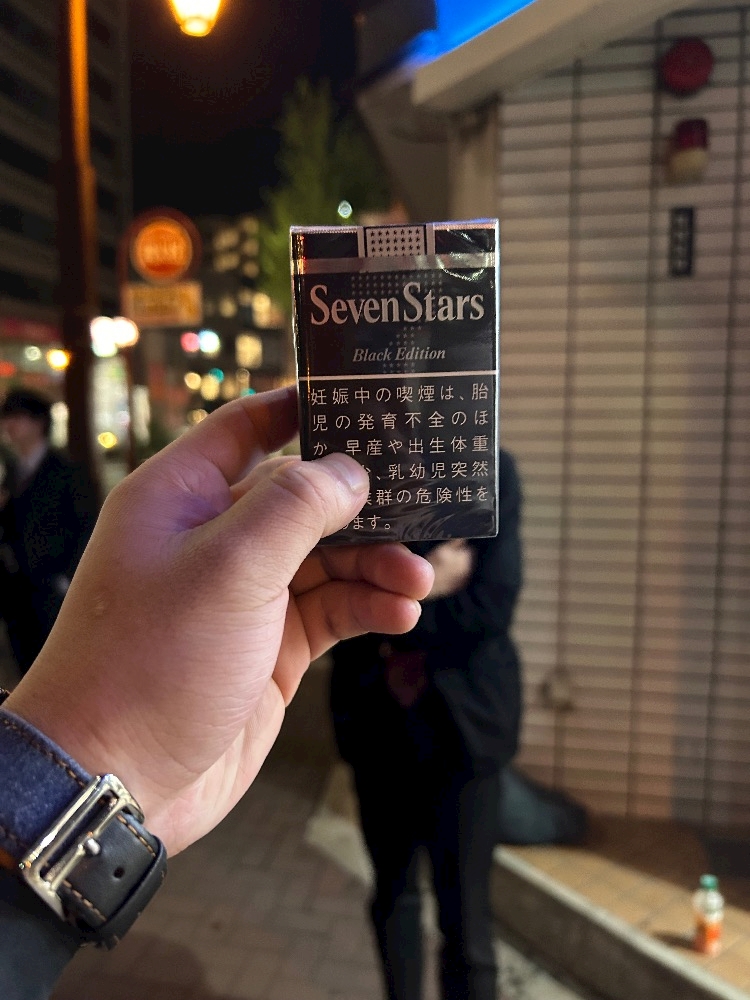 SevenStars
Black Edition
妊娠中の喫煙は、胎
児の発育不全のほ
か、早産や出生体重
、乳幼児突然
群の危険性を
ます。